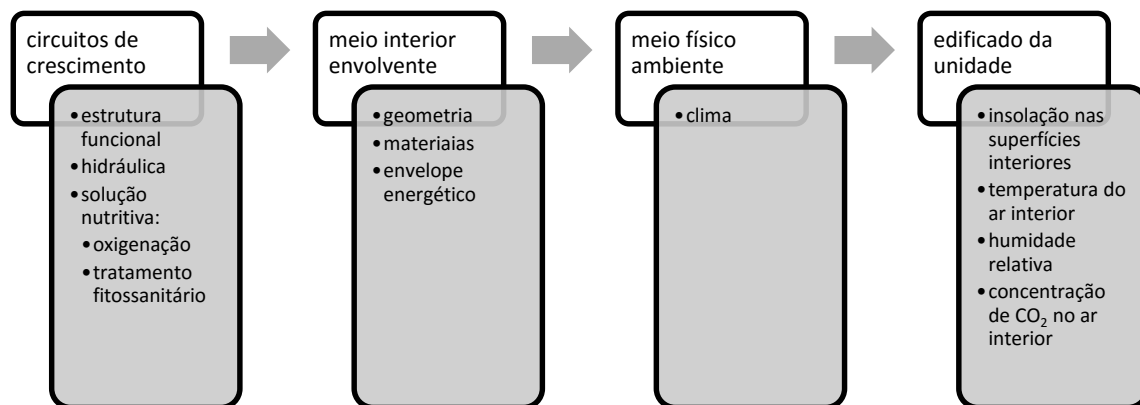 circuitos de
crescimento
•estrutura
funcional
•hidráulica
•solução
nutritiva:
•oxigenação
•tratamento
fitossanitário
meio interior
envolvente
•geometria
•materiaias
•envelope
energético
meio físico
ambiente
•clima
edificado da
unidade
•insolação nas
superfícies
interiores
•temperatura do
ar interior
•humidade
relativa
•concentração
de CO₂ no ar
interior